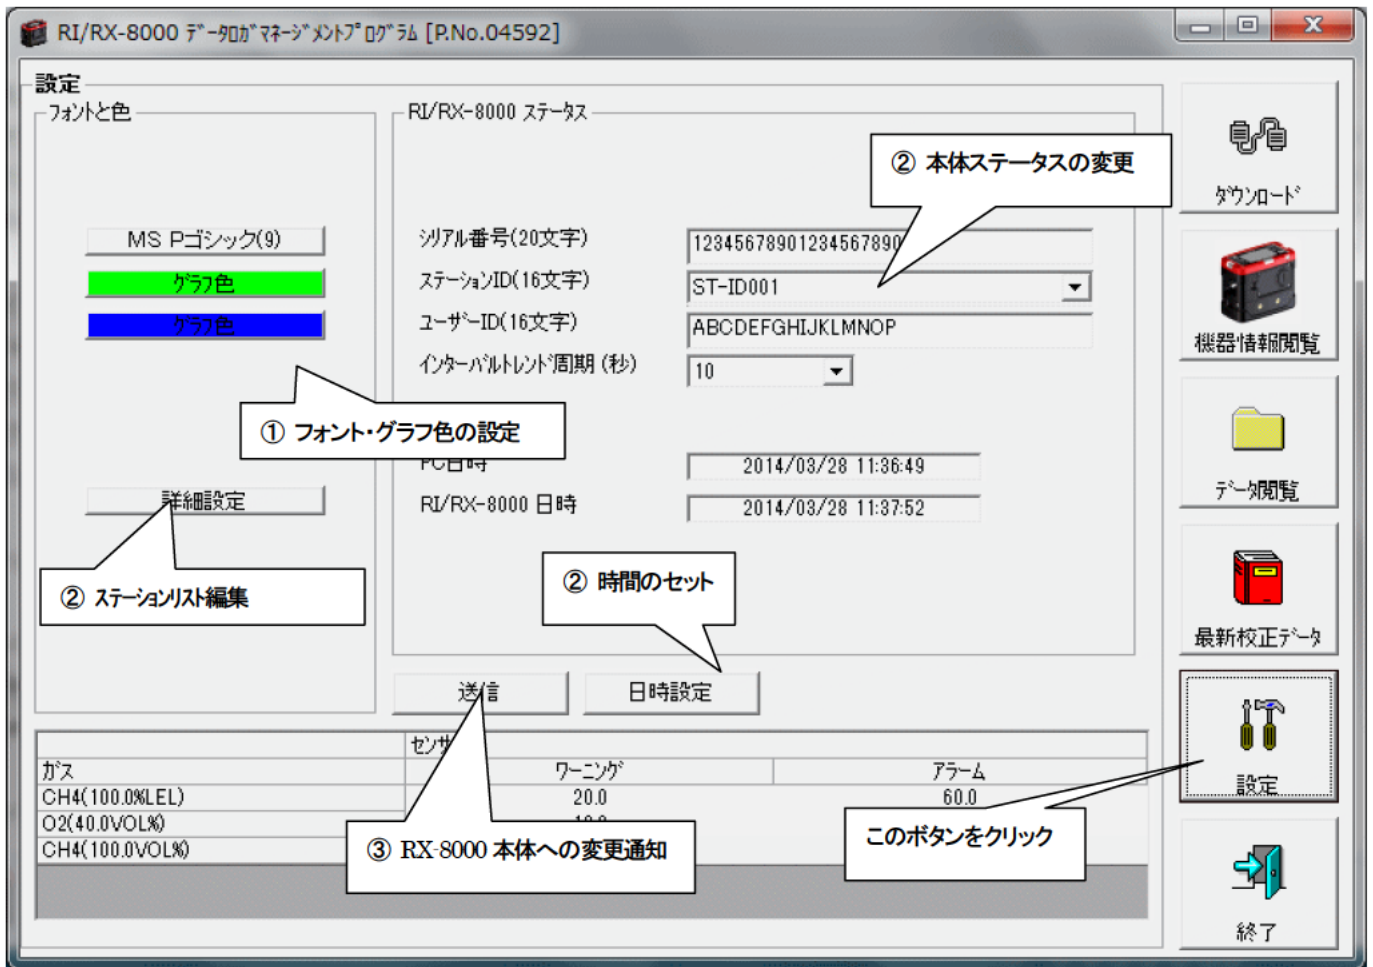 RI/RX-8000 ﾃﾞｰﾀﾛｶﾞﾏﾈｰｼﾞﾒﾝﾄﾌﾟﾛｸﾞﾗﾑ [P.No.04592]
設定
フォントと色
MS Pゴシック(9)
ｸﾞﾗﾌ色
ｸﾞﾗﾌ色
① フォント・グラフ色の設定
詳細設定
② ｽﾃｰｼｮﾝﾘｽﾄ編集
RI/RX-8000 ｽﾃｰﾀｽ
② 本体ステータスの変更
ｼﾘｱﾙ番号(20文字)
12345678901234567890
ｽﾃｰｼｮﾝID(16文字)
ST-ID001
ﾕｰｻﾞｰID(16文字)
ABCDEFGHIJKLMNOP
ｲﾝﾀｰﾊﾞﾙﾄﾚﾝﾄﾞ周期 (秒)
10
PC日時
2014/03/28 11:36:49
RI/RX-8000 日時
2014/03/28 11:37:52
② 時間のセット
送信
日時設定
ｶﾞｽ
ﾜｰﾆﾝｸﾞ
ｱﾗｰﾑ
CH4(100.0%LEL)
20.0
60.0
O2(40.0VOL%)
CH4(100.0VOL%)
③ RX-8000 本体への変更通知
このボタンをクリック
ﾀﾞｳﾝﾛｰﾄﾞ
機器情報閲覧
ﾃﾞｰﾀ閲覧
最新校正ﾃﾞｰﾀ
設定
終了